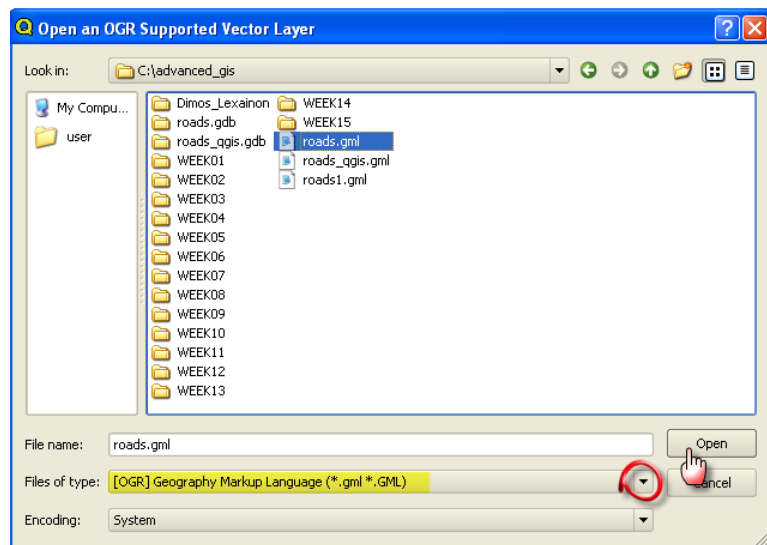 Open an OGR Supported Vector Layer
Look in: C:\advanced_gis
My Compu...
user
Dimos_Lexainon
roads.gdb
roads_qgis.gdb
WEEK01
WEEK02
WEEK03
WEEK04
WEEK05
WEEK06
WEEK07
WEEK08
WEEK09
WEEK10
WEEK11
WEEK12
WEEK13
WEEK14
WEEK15
roads.gml
roads_qgis.gml
roads1.gml
File name: roads.gml Open
Files of type: [OGR] Geography Markup Language (*.gml *.GML) Cancel
Encoding: System